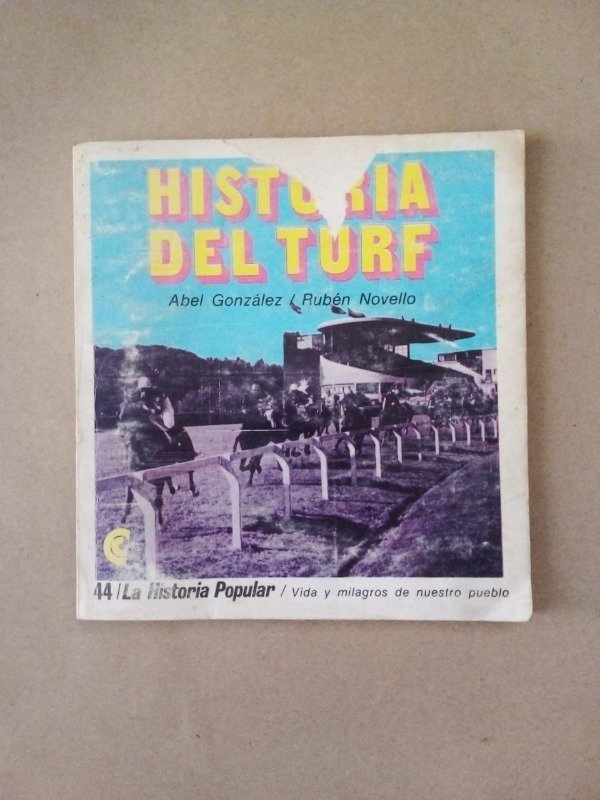 HISTORIA
DEL TURF
Abel González / Rubén Novello
44 / La Historia Popular / Vida y milagros de nuestro pueblo